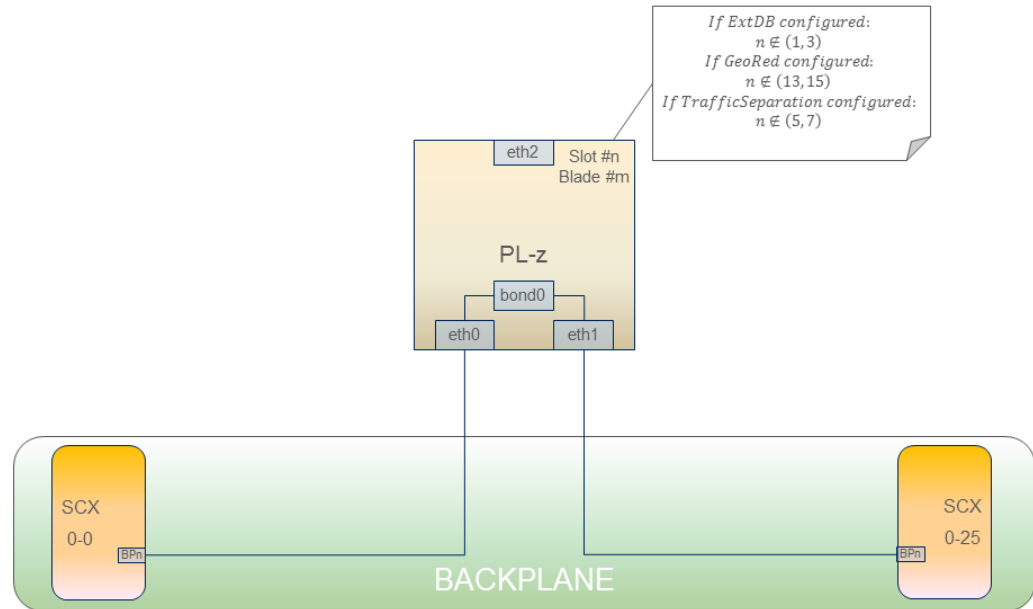 If ExtDB configured:
n ∉ (1, 3)
If GeoRed configured:
n ∉ (13, 15)
If TrafficSeparation configured:
n ∉ (5, 7)
eth2
Slot #n
Blade #m
PL-z
bond0
eth0
eth1
SCX
0-0
BPn
SCX
0-25
BPn
BACKPLANE